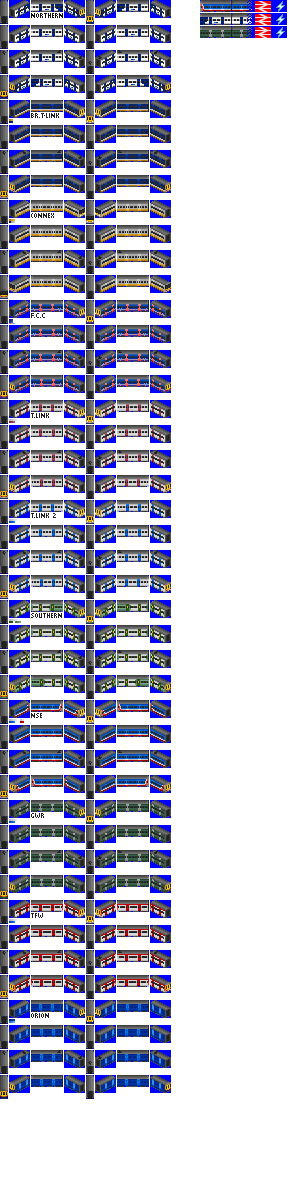 NORTHERN
BR.T-LINK
CONNEX
F.C.C
T.LINK
T.LINK 2
SOUTHERN
NSE
GWR
TFW
ORION